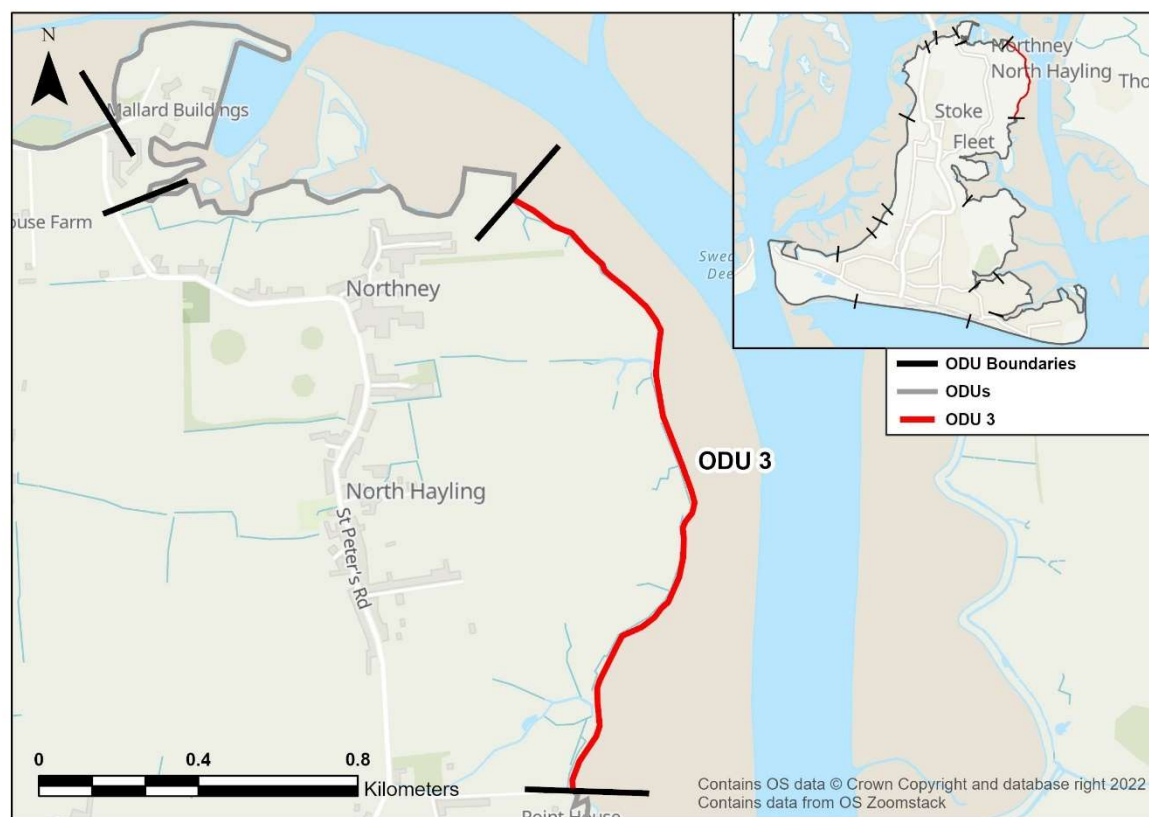 N
Mallard Buildings
ouse Farm
Northney
North Hayling
St Peter's Rd
ODU 3
Point House
0 0.4 0.8
Kilometers
Northney
North Hayling
Tho
Stoke
Fleet
Swea
Dee
ODU Boundaries
ODUs
ODU 3
Contains OS data © Crown Copyright and database right 2022
Contains data from OS Zoomstack